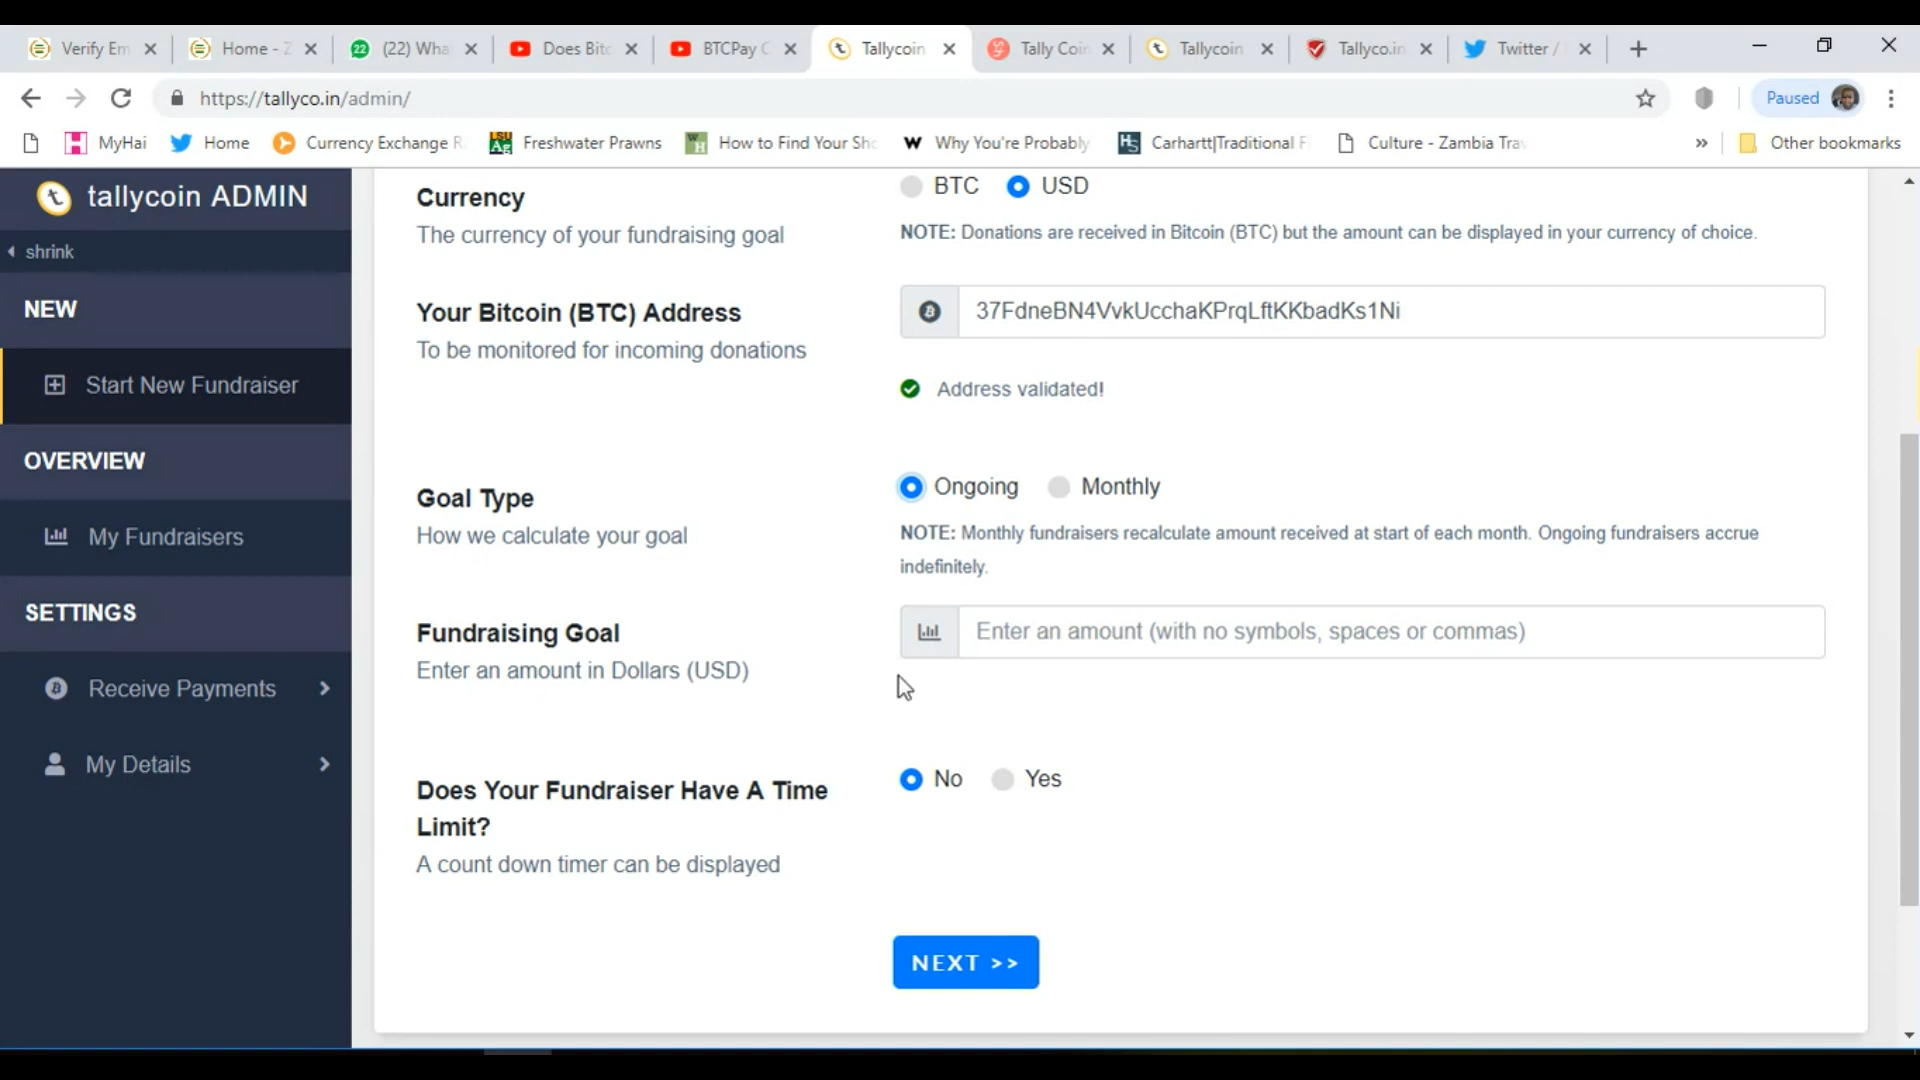 Verify Em
Home - Z
(22) Wha
Does Bitc
BTCPay C
Tallycoin
Tally Coin
Tallycoin
Tallyco.in
Twitter /
https://tallyco.in/admin/
Paused
MyHai
Home
Currency Exchange R
Freshwater Prawns
How to Find Your Sho
Why You're Probably
Carhartt|Traditional F
Culture - Zambia Trav
»
Other bookmarks
tallycoin ADMIN
shrink
NEW
Start New Fundraiser
OVERVIEW
My Fundraisers
SETTINGS
Receive Payments
My Details
Currency
The currency of your fundraising goal
BTC USD
NOTE: Donations are received in Bitcoin (BTC) but the amount can be displayed in your currency of choice.
Your Bitcoin (BTC) Address
To be monitored for incoming donations
37FdneBN4VvkUcchaKPrqLftKKbadKs1Ni
Address validated!
Goal Type
How we calculate your goal
Ongoing Monthly
NOTE: Monthly fundraisers recalculate amount received at start of each month. Ongoing fundraisers accrue
indefinitely.
Fundraising Goal
Enter an amount in Dollars (USD)
Enter an amount (with no symbols, spaces or commas)
Does Your Fundraiser Have A Time
Limit?
A count down timer can be displayed
No Yes
NEXT >>